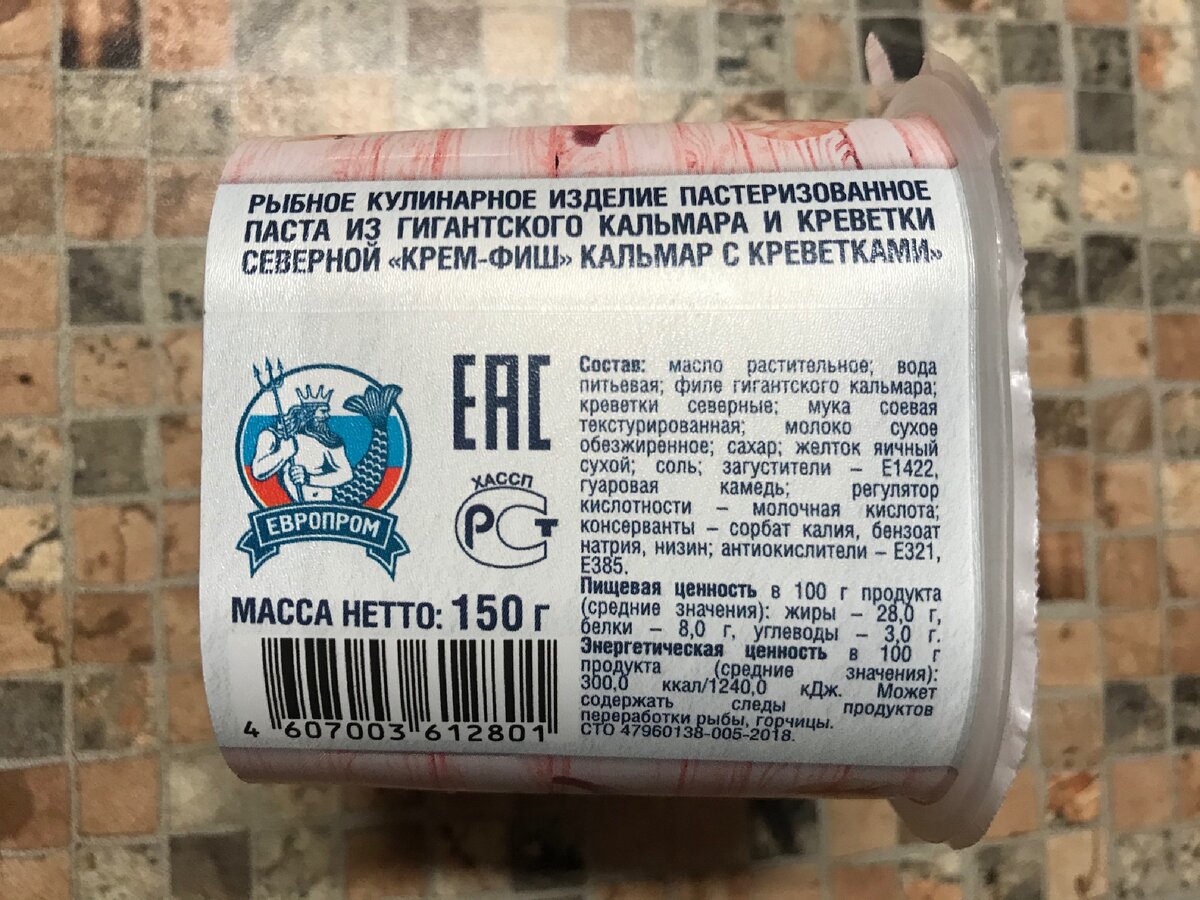 РЫБНОЕ КУЛИНАРНОЕ ИЗДЕЛИЕ ПАСТЕРИЗОВАННОЕ
ПАСТА ИЗ ГИГАНТСКОГО КАЛЬМАРА И КРЕВЕТКИ
СЕВЕРНОЙ «КРЕМ-ФИШ» КАЛЬМАР С КРЕВЕТКАМИ»
ЕВРОПРОМ
EAC
ХАССП
РСТ
МАССА НЕТТО: 150 г
4 607003 612801
Состав: масло растительное; вода
питьевая; филе гигантского кальмара;
креветки северные; мука соевая
текстурированная; молоко сухое
обезжиренное; сахар; желток яичный
сухой; соль; загустители – Е1422,
гуаровая камедь; регулятор
кислотности – молочная кислота;
консерванты – сорбат калия, бензоат
натрия, низин; антиокислители – Е321,
Е385.
Пищевая ценность в 100 г продукта
(средние значения): жиры – 28,0 г,
белки – 8,0 г, углеводы – 3,0 г.
Энергетическая ценность в 100 г
продукта (средние значения):
300,0 ккал/1240,0 кДж. Может
содержать следы продуктов
переработки рыбы, горчицы.
СТО 47960138-005-2018.